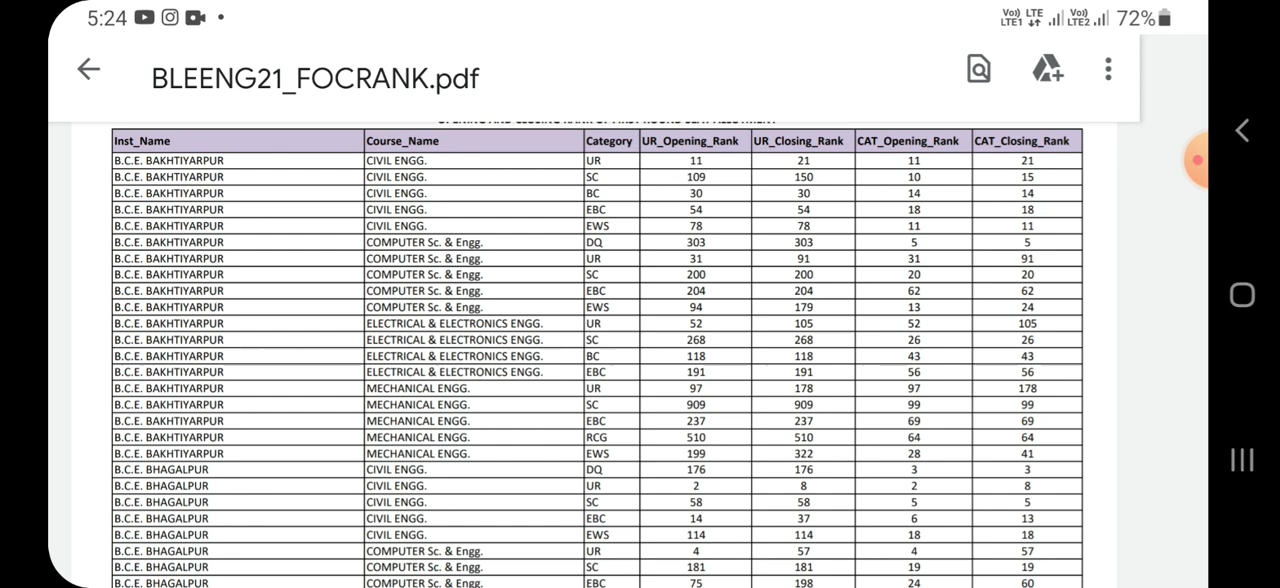 5:24
Vo) LTE Vo) 72%
LTE1 LTE2
BLEENG21_FOCRANK.pdf
Inst_Name Course_Name Category UR_Opening_Rank UR_Closing_Rank CAT_Opening_Rank CAT_Closing_Rank
B.C.E. BAKHTIYARPUR CIVIL ENGG. UR 11 21 11 21
B.C.E. BAKHTIYARPUR CIVIL ENGG. SC 109 150 10 15
B.C.E. BAKHTIYARPUR CIVIL ENGG. BC 30 30 14 14
B.C.E. BAKHTIYARPUR CIVIL ENGG. EBC 54 54 18 18
B.C.E. BAKHTIYARPUR CIVIL ENGG. EWS 78 78 11 11
B.C.E. BAKHTIYARPUR COMPUTER Sc. & Engg. DQ 303 303 5 5
B.C.E. BAKHTIYARPUR COMPUTER Sc. & Engg. UR 31 91 31 91
B.C.E. BAKHTIYARPUR COMPUTER Sc. & Engg. SC 200 200 20 20
B.C.E. BAKHTIYARPUR COMPUTER Sc. & Engg. EBC 204 204 62 62
B.C.E. BAKHTIYARPUR COMPUTER Sc. & Engg. EWS 94 179 13 24
B.C.E. BAKHTIYARPUR ELECTRICAL & ELECTRONICS ENGG. UR 52 105 52 105
B.C.E. BAKHTIYARPUR ELECTRICAL & ELECTRONICS ENGG. SC 268 268 26 26
B.C.E. BAKHTIYARPUR ELECTRICAL & ELECTRONICS ENGG. BC 118 118 43 43
B.C.E. BAKHTIYARPUR ELECTRICAL & ELECTRONICS ENGG. EBC 191 191 56 56
B.C.E. BAKHTIYARPUR MECHANICAL ENGG. UR 97 178 97 178
B.C.E. BAKHTIYARPUR MECHANICAL ENGG. SC 909 909 99 99
B.C.E. BAKHTIYARPUR MECHANICAL ENGG. EBC 237 237 69 69
B.C.E. BAKHTIYARPUR MECHANICAL ENGG. RCG 510 510 64 64
B.C.E. BAKHTIYARPUR MECHANICAL ENGG. EWS 199 322 28 41
B.C.E. BHAGALPUR CIVIL ENGG. DQ 176 176 3 3
B.C.E. BHAGALPUR CIVIL ENGG. UR 2 8 2 8
B.C.E. BHAGALPUR CIVIL ENGG. SC 58 58 5 5
B.C.E. BHAGALPUR CIVIL ENGG. EBC 14 37 6 13
B.C.E. BHAGALPUR CIVIL ENGG. EWS 114 114 18 18
B.C.E. BHAGALPUR COMPUTER Sc. & Engg. UR 4 57 4 57
B.C.E. BHAGALPUR COMPUTER Sc. & Engg. SC 181 181 19 19
B.C.E. BHAGALPUR COMPUTER Sc. & Engg. EBC 75 198 24 60